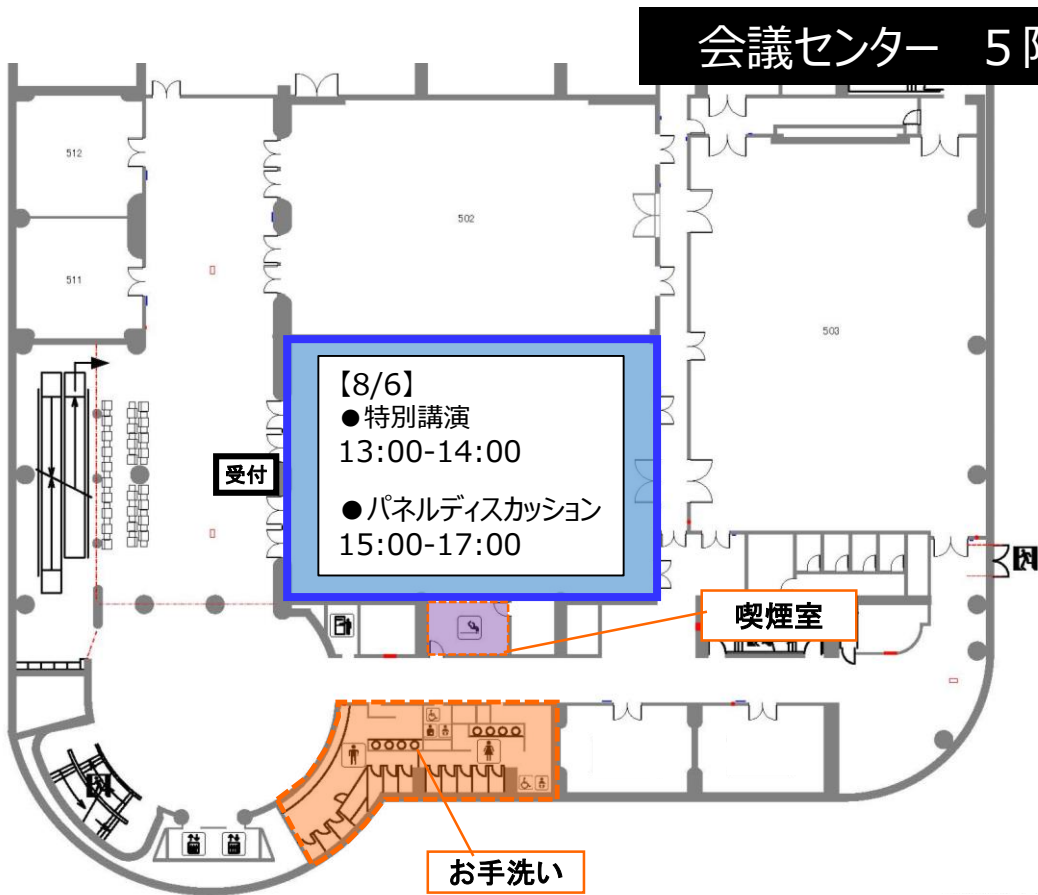 会議センター 5階
512
502
511
503
【8/6】
●特別講演
13:00-14:00
●パネルディスカッション
15:00-17:00
受付
喫煙室
お手洗い